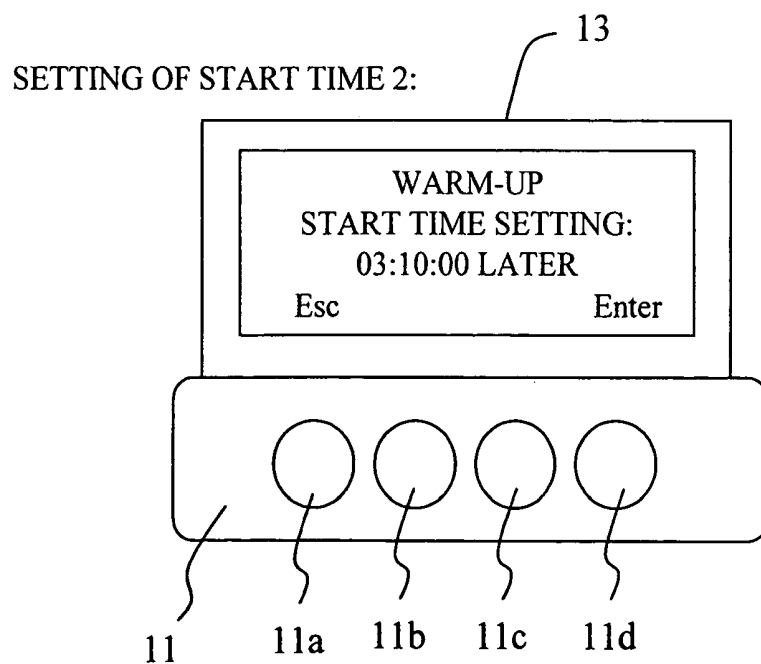 13
SETTING OF START TIME 2:
WARM-UP
START TIME SETTING:
03:10:00 LATER
Esc Enter
11 11a 11b 11c 11d